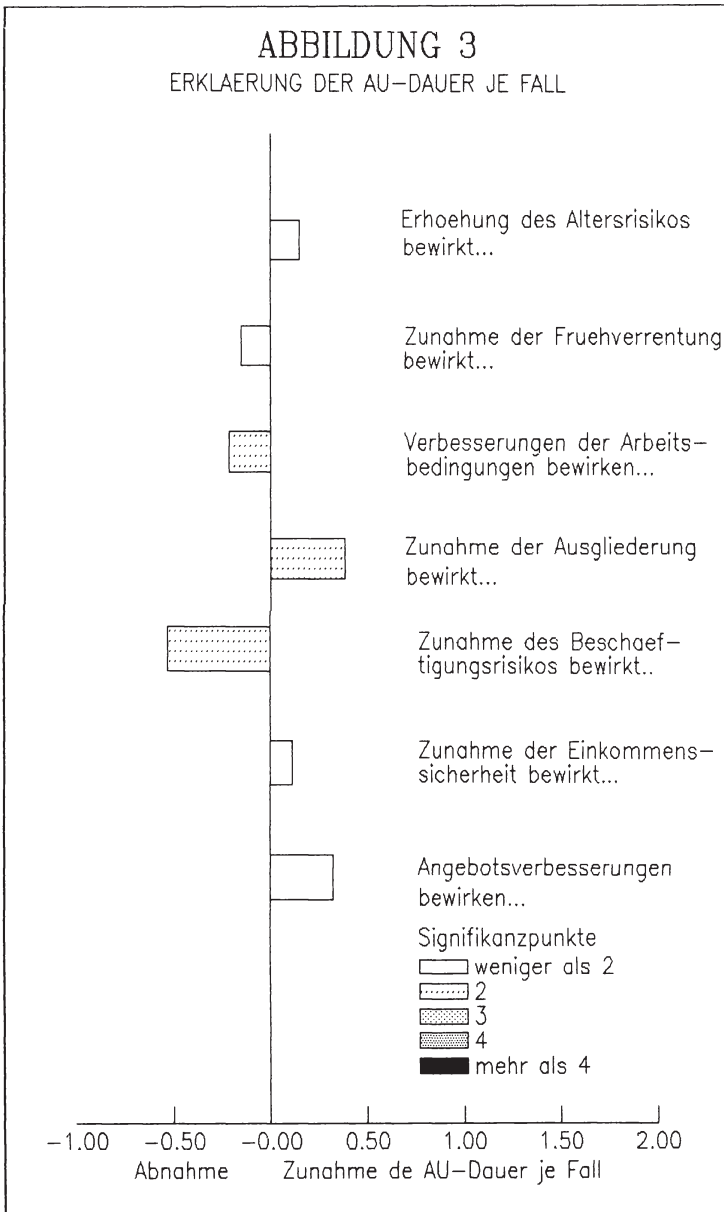 ABBILDUNG 3
ERKLAERUNG DER AU-DAUER JE FALL
Erhoehung des Altersrisikos
bewirkt...
Zunahme der Fruehverrentung
bewirkt...
Verbesserungen der Arbeits-
bedingungen bewirken...
Zunahme der Ausgliederung
bewirkt...
Zunahme des Beschaef-
tigungsrisikos bewirkt..
Zunahme der Einkommens-
sicherheit bewirkt...
Angebotsverbesserungen
bewirken...
Signifikanzpunkte
weniger als 2
2
3
4
mehr als 4
-1.00 -0.50 -0.00 0.50 1.00 1.50 2.00
Abnahme Zunahme de AU-Dauer je Fall